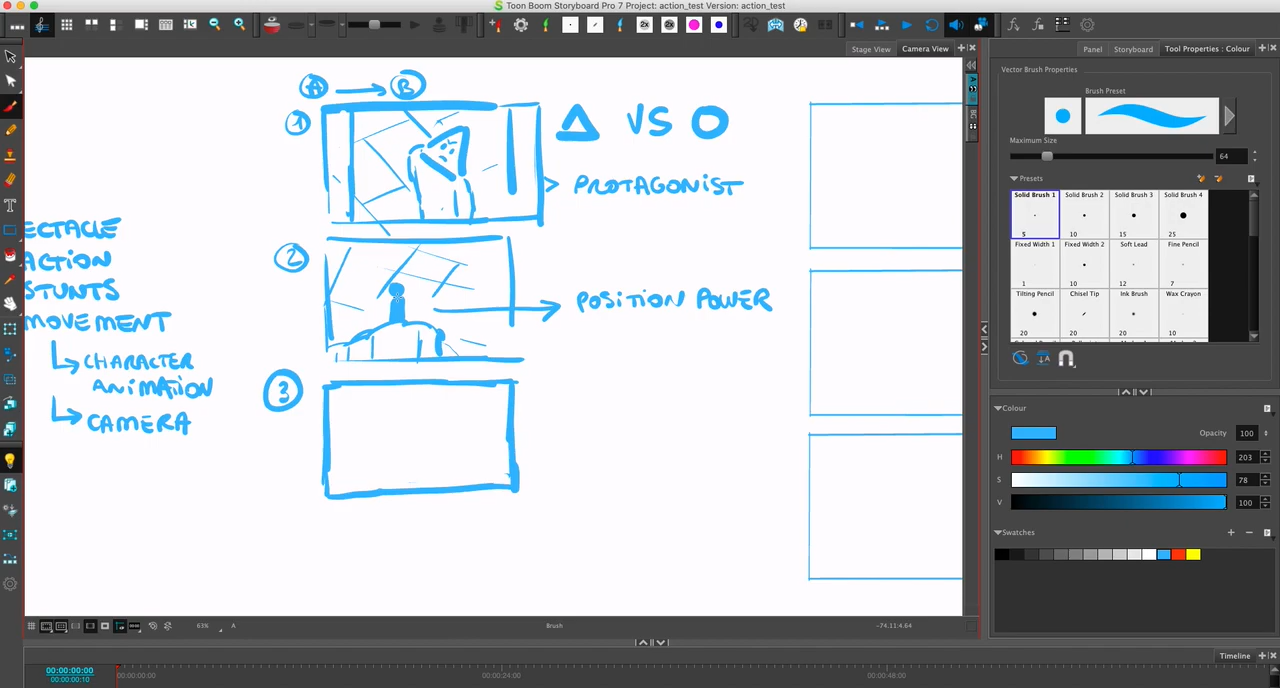 Toon Boom Storyboard Pro 7 Project: action_test Version: action_test
Stage View
Camera View
Panel
Storyboard
Tool Properties : Colour
Vector Brush Properties
Brush Preset
Maximum Size
64
Presets
Solid Brush 1
Solid Brush 2
Solid Brush 3
Solid Brush 4
5
10
15
25
Fixed Width 1
Fixed Width 2
Soft Lead
Fine Pencil
1
10
12
7
Tilting Pencil
Chisel Tip
Ink Brush
Wax Crayon
20
20
20
10
Colour
Opacity
100
H
203
S
78
V
100
Swatches
A → B
1
VS
PROTAGONIST
2
POSITION POWER
3
ECTACLE
ACTION
STUNTS
MOVEMENT
CHARACTER
ANIMATION
CAMERA
63%
A
Brush
-74.11:4.64
Timeline
00:00:00:00
00:00:00:10
00:00:00:00
00:00:24:00
00:00:48:00